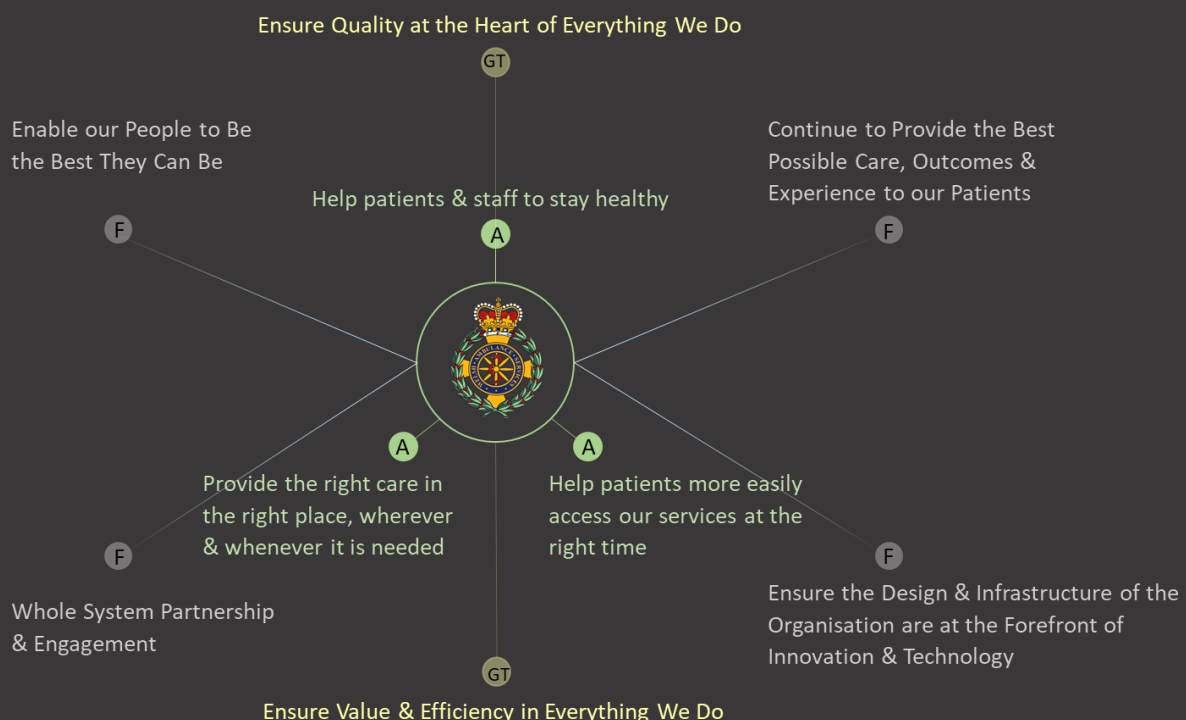 Ensure Quality at the Heart of Everything We Do
GT
Enable our People to Be
the Best They Can Be
F
Continue to Provide the Best
Possible Care, Outcomes &
Experience to our Patients
F
Help patients & staff to stay healthy
A
WELSH AMBULANCE SERVICES
A
Provide the right care in
the right place, wherever
& whenever it is needed
A
Help patients more easily
access our services at the
right time
F
Whole System Partnership
& Engagement
F
Ensure the Design & Infrastructure of the
Organisation are at the Forefront of
Innovation & Technology
GT
Ensure Value & Efficiency in Everything We Do